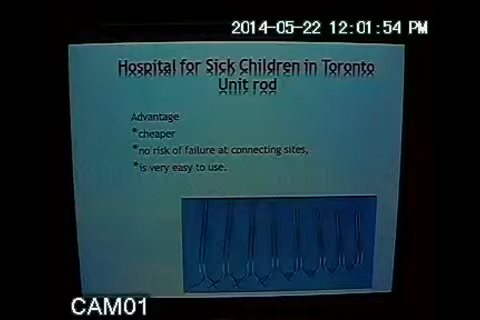 2014-05-22 12:01:54 PM
Hospital for Sick Children in Toronto
Unit rod
Advantage
*cheaper
*no risk of failure at connecting sites,
*is very easy to use.
CAM01